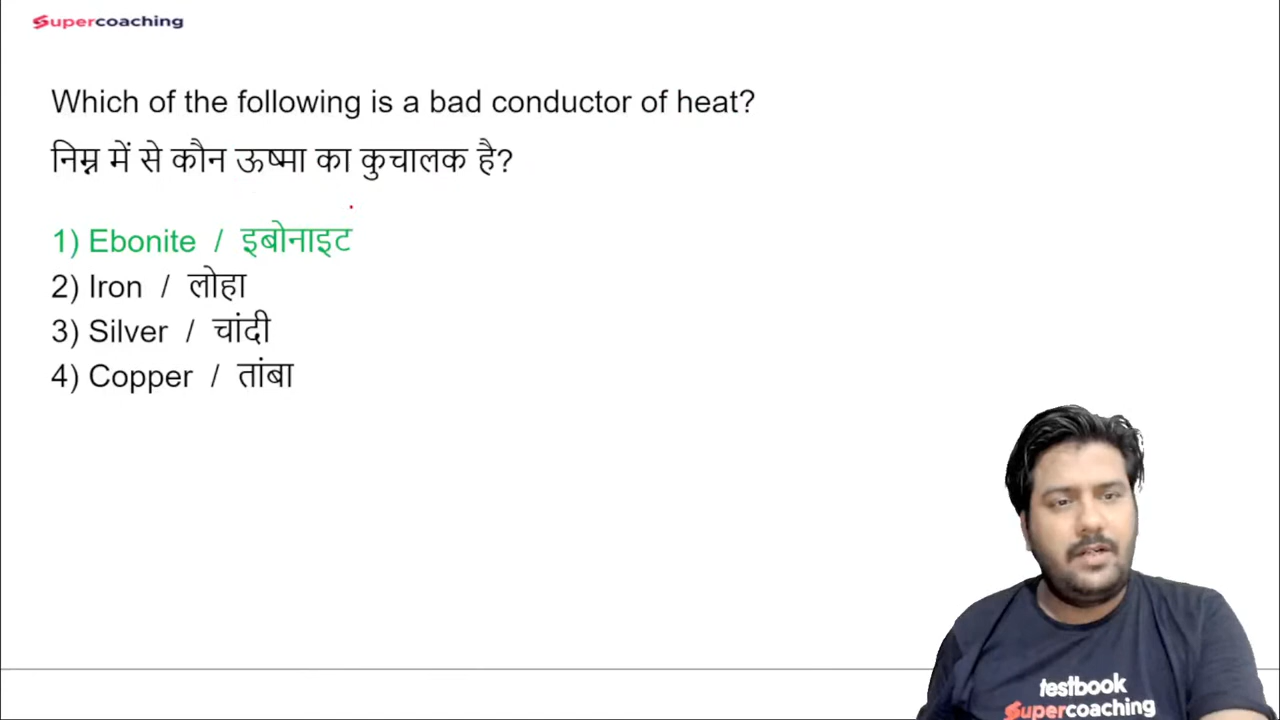 Supercoaching
Which of the following is a bad conductor of heat?
निम्न में से कौन ऊष्मा का कुचालक है?
1) Ebonite / इबोनाइट
2) Iron / लोहा
3) Silver / चांदी
4) Copper / तांबा
testbook
Supercoaching